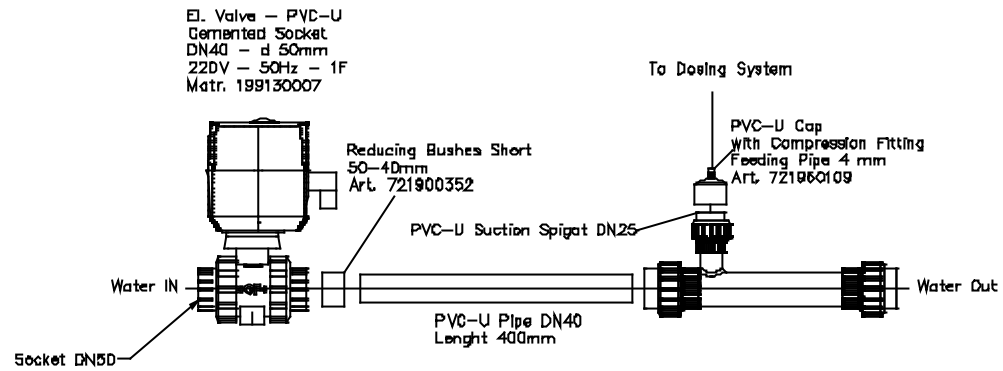 El. Valve - PVC-U
Cemented Socket
DN40 - d 50mm
220V - 50Hz - 1F
Matr. 199130007
To Dosing System
PVC-U Cap
with Compression Fitting
Feeding Pipe 4 mm
Art. 721960109
Reducing Bushes Short
50-40mm
Art. 721900352
PVC-U Suction Spigot DN25
Water IN
+GF+
Water Out
PVC-U Pipe DN40
Lenght 400mm
Socket DN50